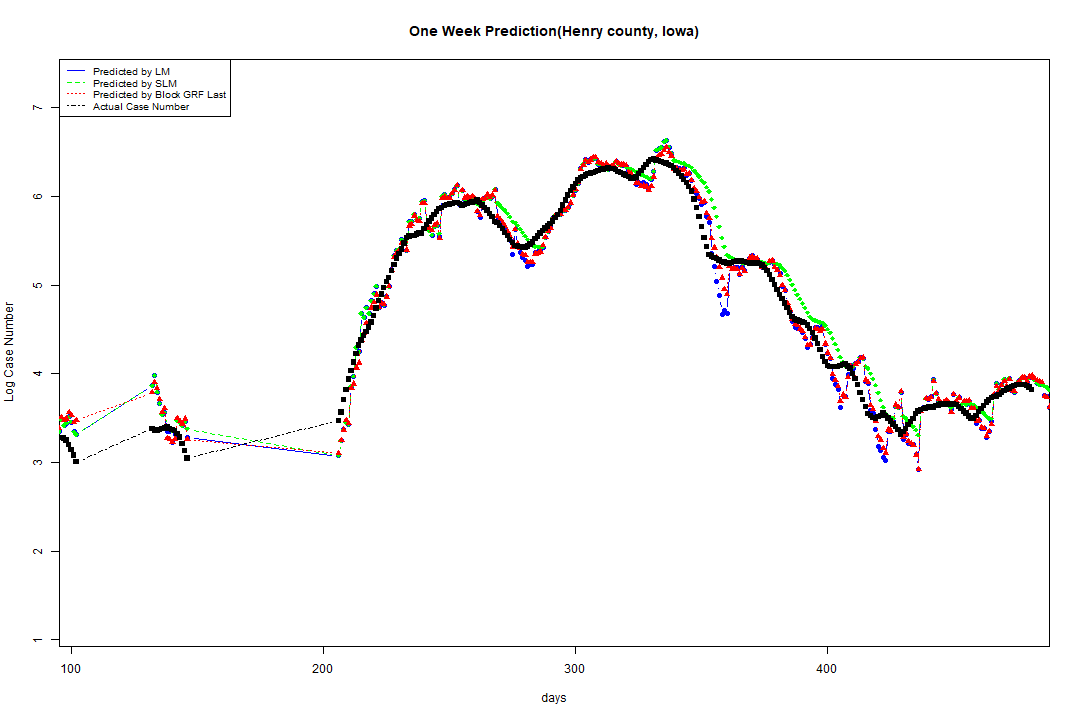 One Week Prediction(Henry county, Iowa)
Predicted by LM
Predicted by SLM
Predicted by Block GRF Last
Actual Case Number
7
6
5
4
3
2
1
Log Case Number
100 200 300 400
days